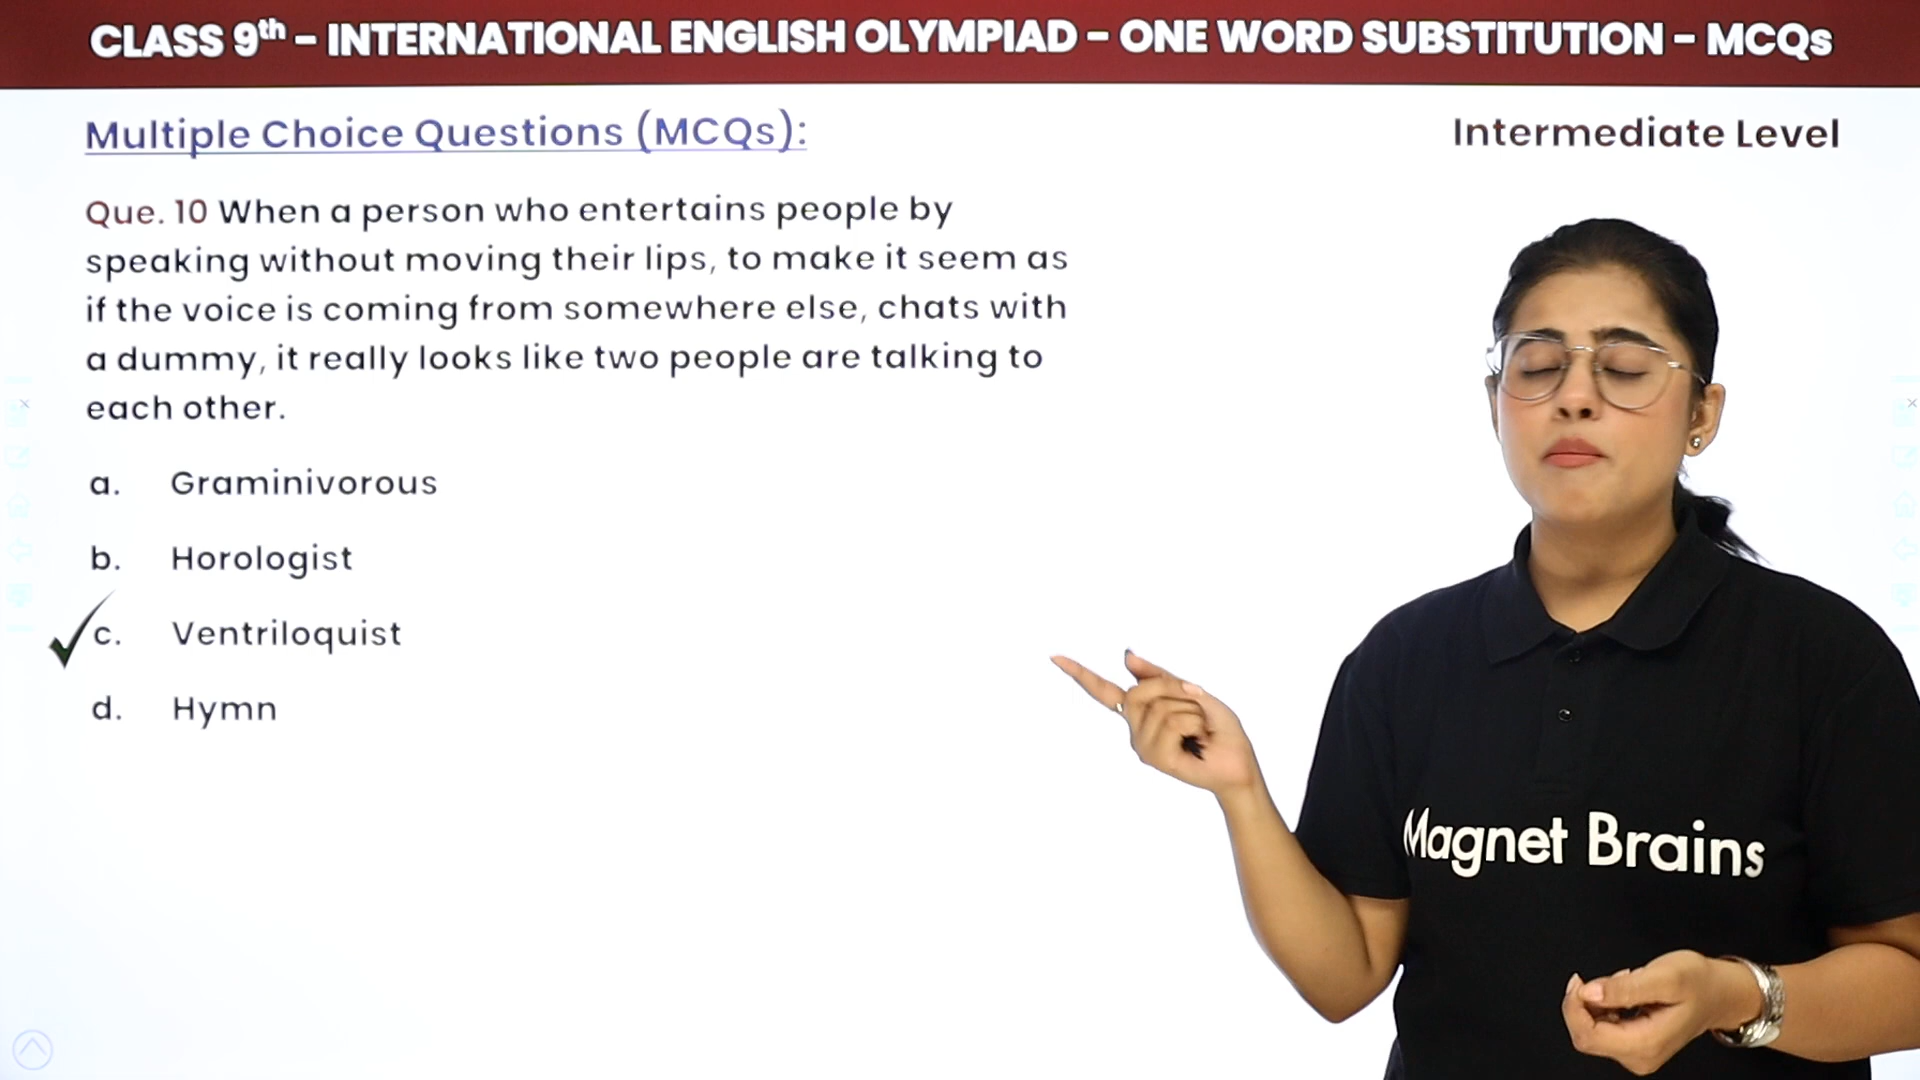 CLASS 9th – INTERNATIONAL ENGLISH OLYMPIAD – ONE WORD SUBSTITUTION – MCQs
Multiple Choice Questions (MCQs):
Intermediate Level
Que. 10 When a person who entertains people by
speaking without moving their lips, to make it seem as
if the voice is coming from somewhere else, chats with
a dummy, it really looks like two people are talking to
each other.
a. Graminivorous
b. Horologist
c. Ventriloquist
d. Hymn
Magnet Brains